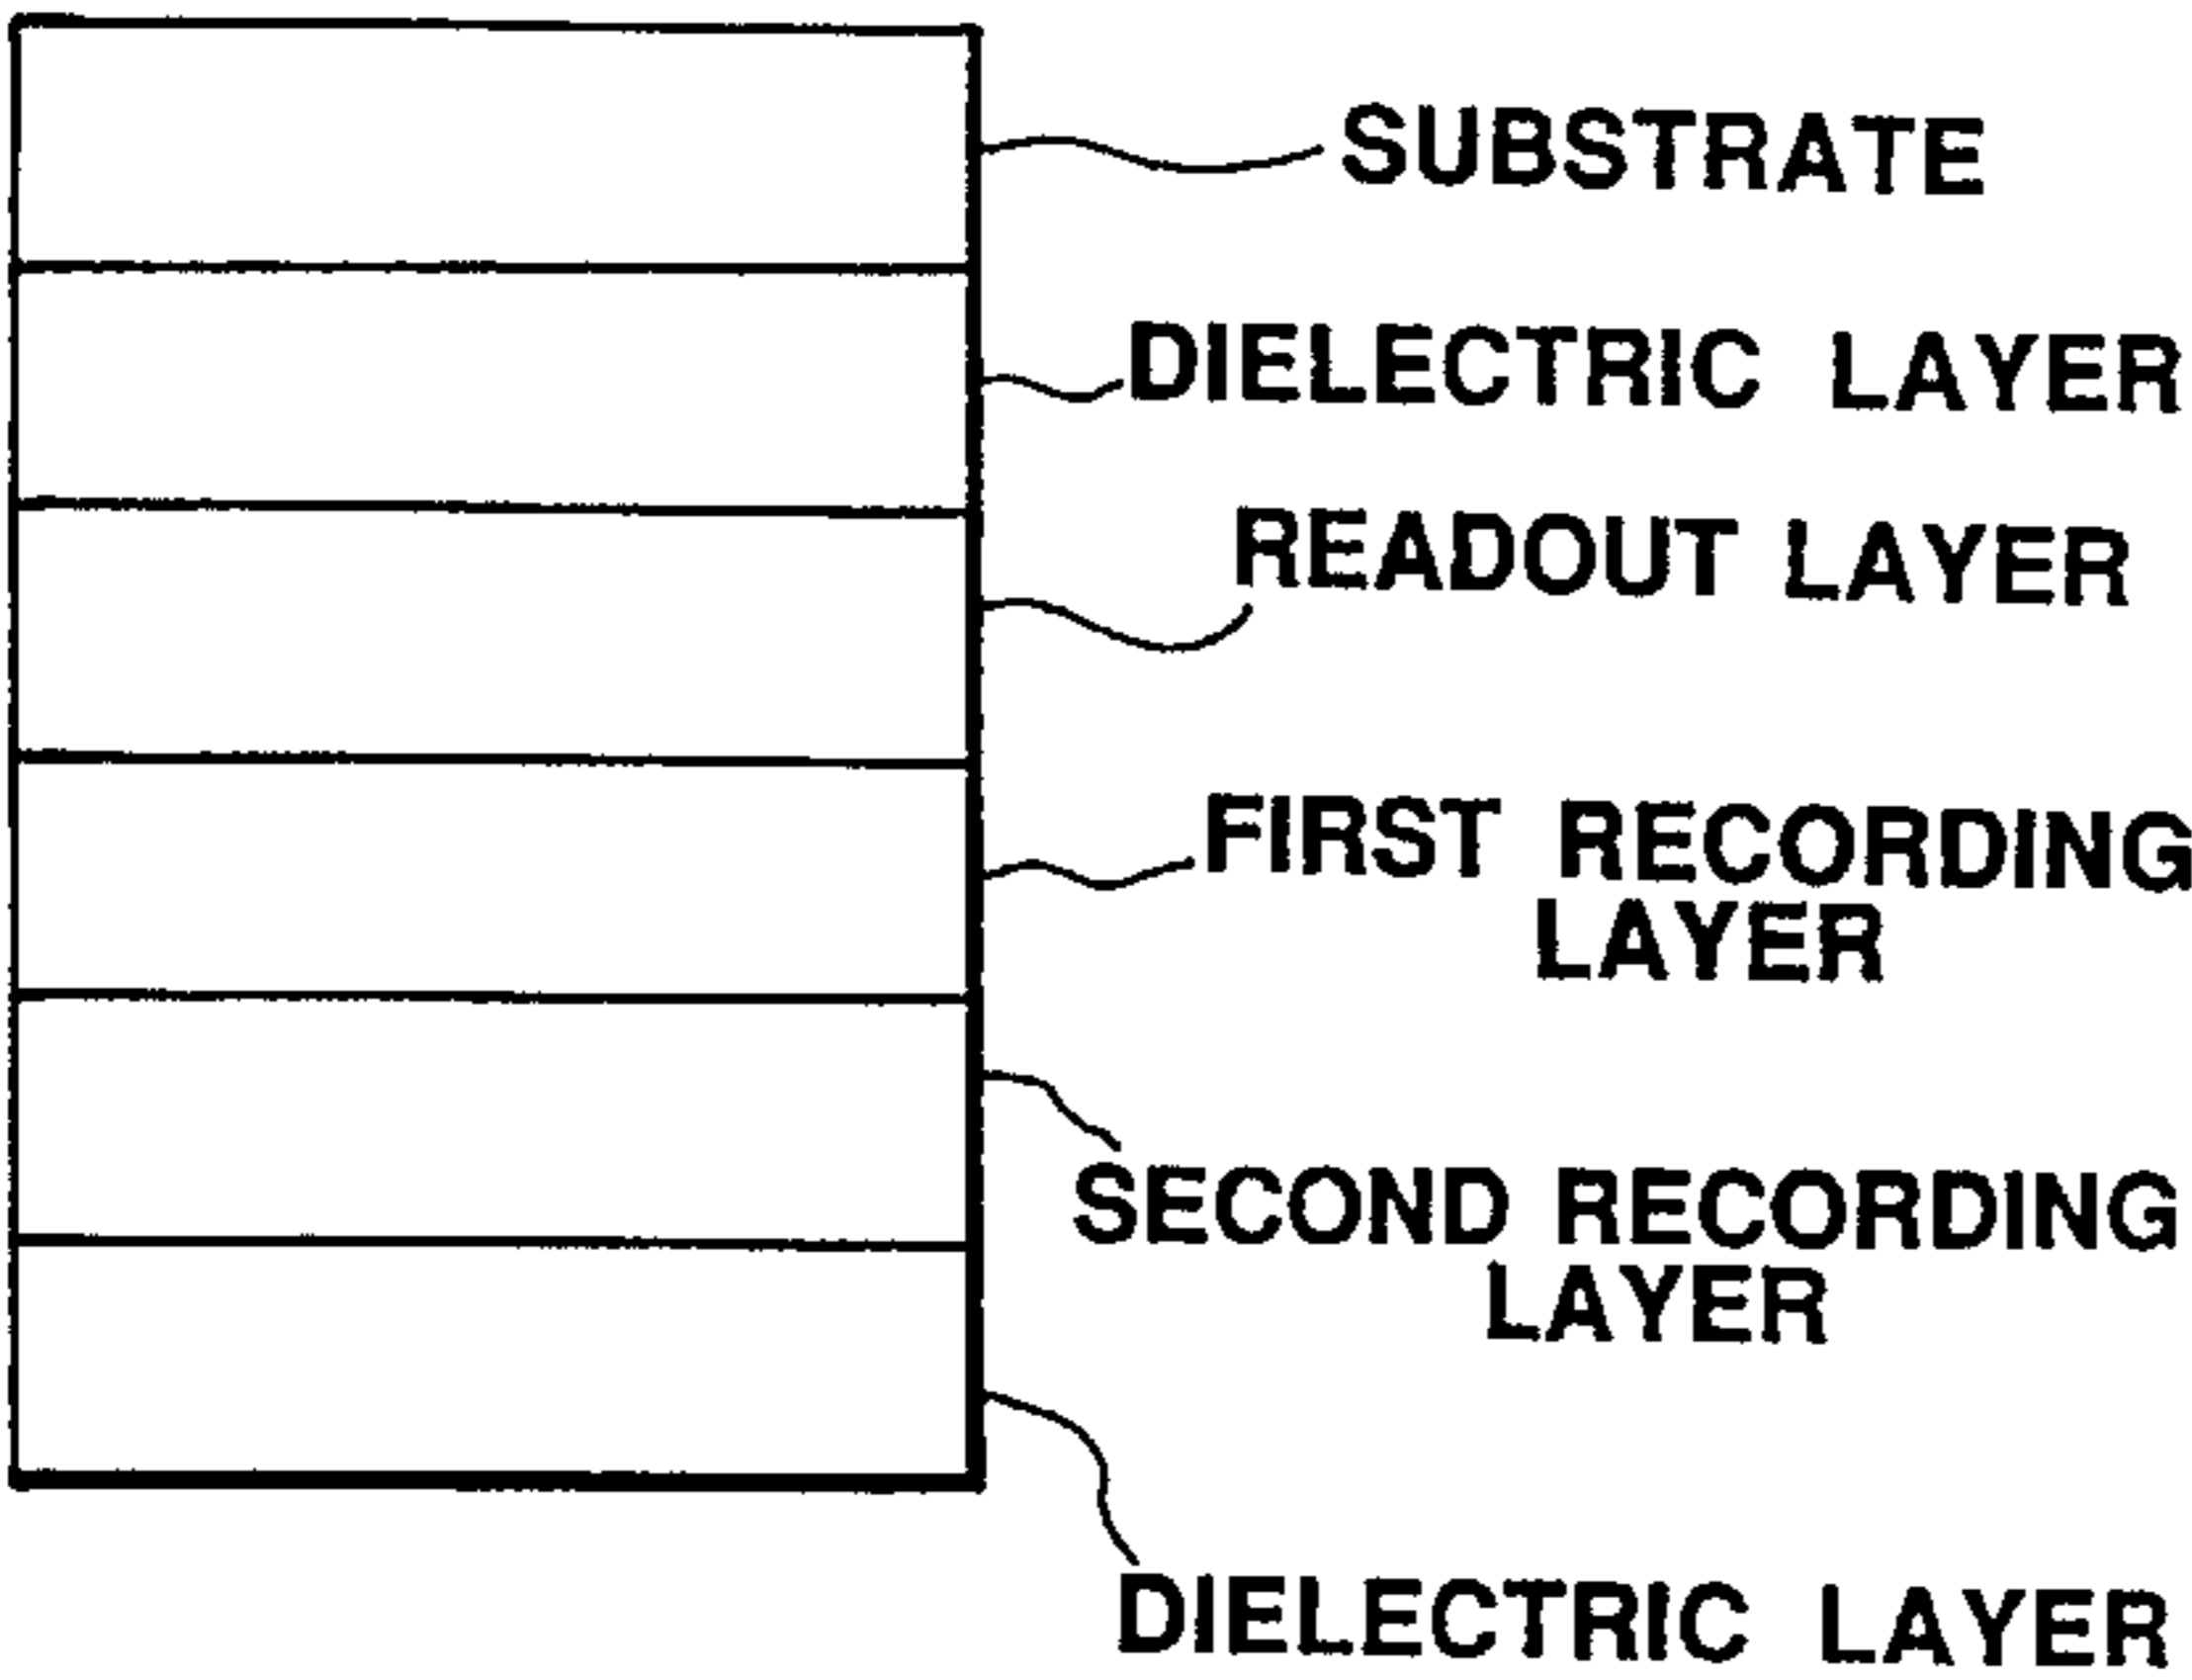 SUBSTRATE
DIELECTRIC LAYER
READOUT LAYER
FIRST RECORDING
LAYER
SECOND RECORDING
LAYER
DIELECTRIC LAYER